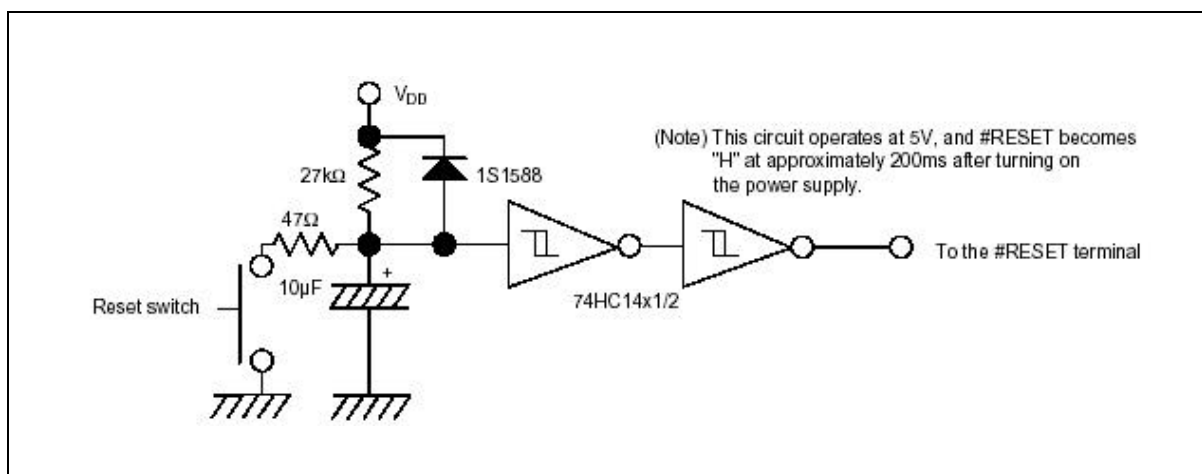 VDD
(Note) This circuit operates at 5V, and #RESET becomes
"H" at approximately 200ms after turning on
the power supply.
27kΩ
1S1588
47Ω
To the #RESET terminal
+
10μF
74HC14x1/2
Reset switch